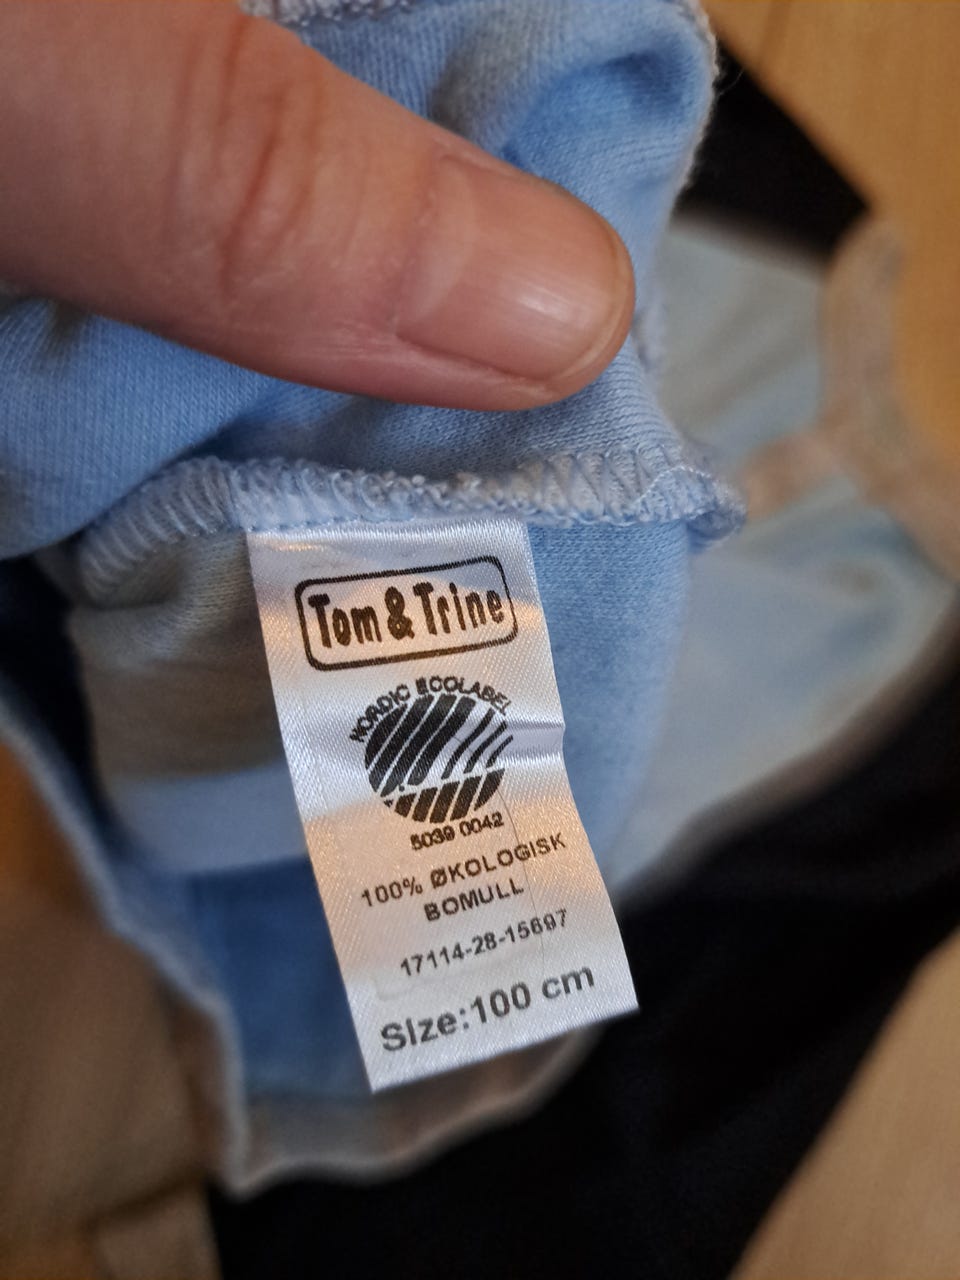 Tom & Trine
NORDIC ECOLABEL
5039 0042
100% ØKOLOGISK
BOMULL
17114-28-15697
Size:100 cm